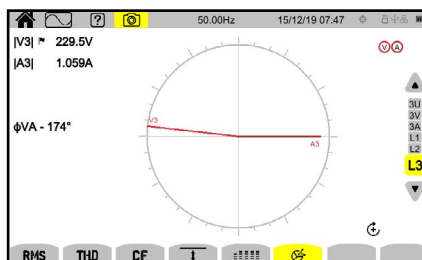 ? 50.00Hz 15/12/19 07:47
|V3| 229.5V
|A3| 1.059A
V A
V3
A3
ϕVA - 174°
3U
3V
3A
L1
L2
L3
RMS THD CF